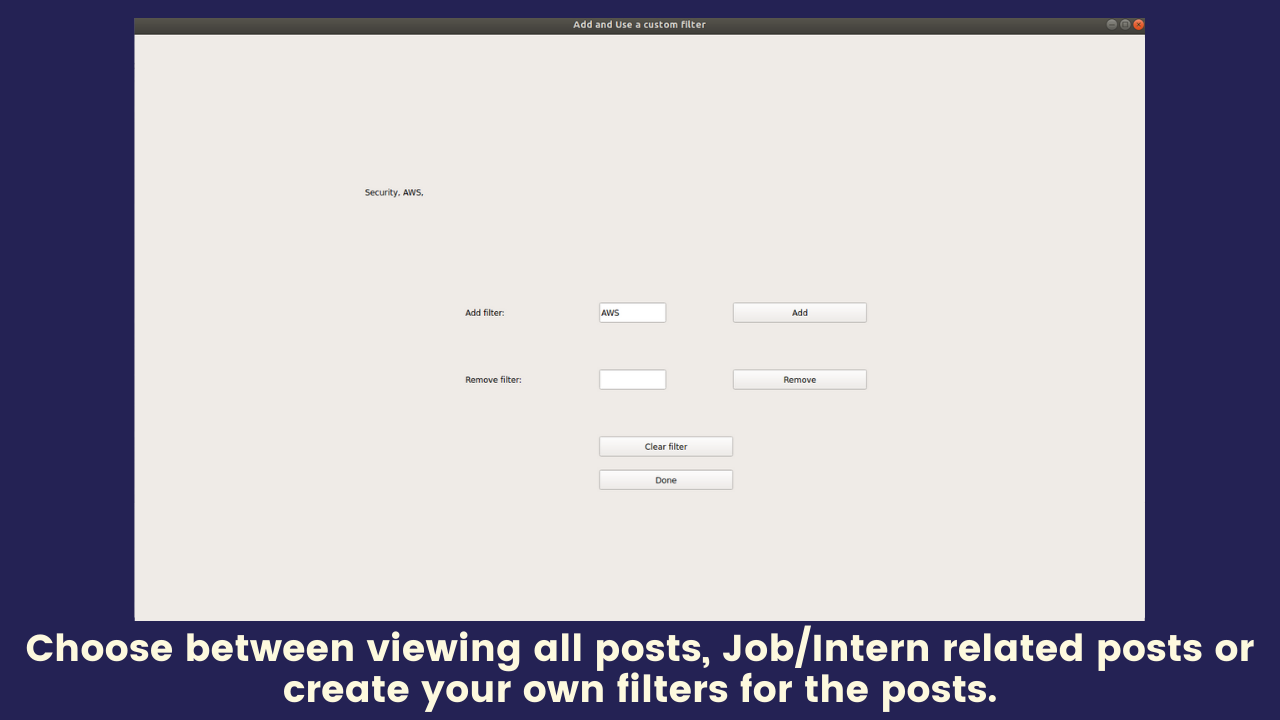 Add and Use a custom filter
Security, AWS,
Add filter:
AWS
Add
Remove filter:
Remove
Clear filter
Done
Choose between viewing all posts, Job/Intern related posts or
create your own filters for the posts.